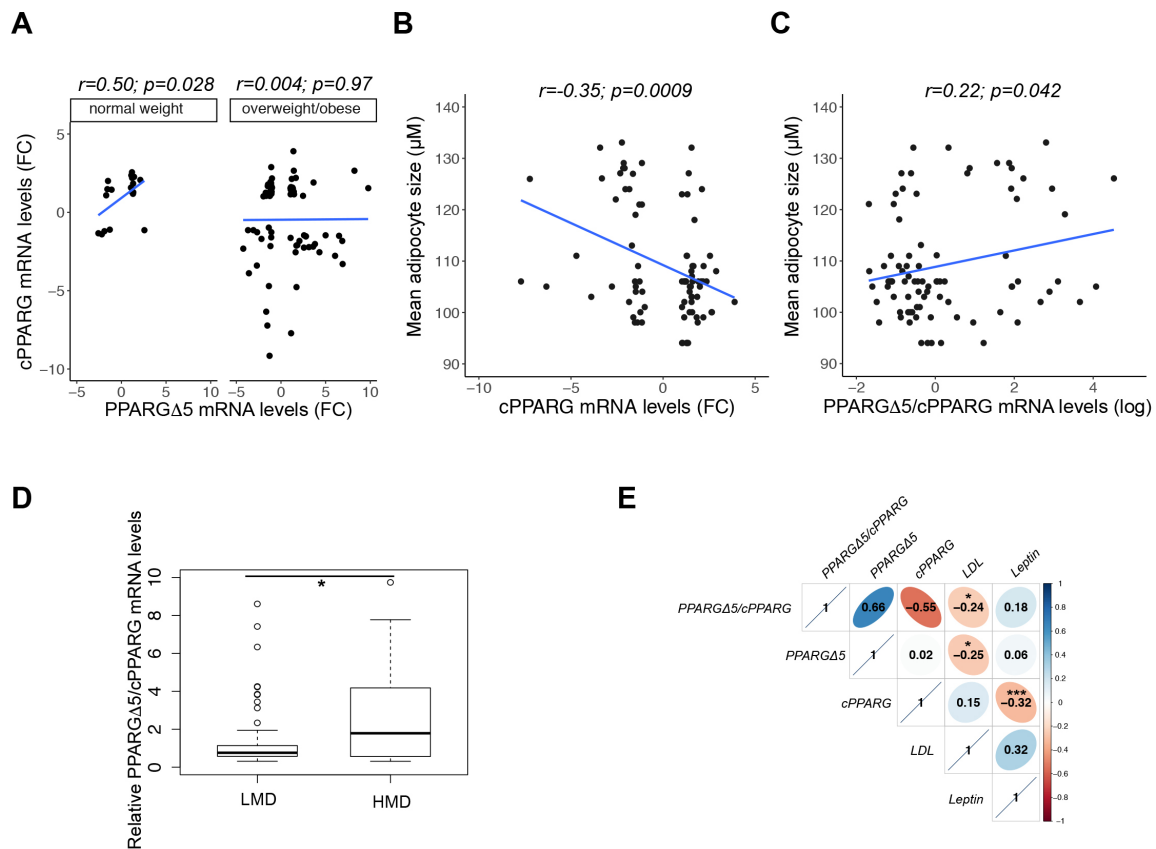 A
B
C
r=0.50; p=0.028
r=0.004; p=0.97
normal weight
overweight/obese
cPPARG mRNA levels (FC)
5
0
−5
−10
−5
0
5
10
−5
0
5
10
PPARGΔ5 mRNA levels (FC)
r=-0.35; p=0.0009
Mean adipocyte size (µM)
140
130
120
110
100
90
−10
−5
0
5
cPPARG mRNA levels (FC)
r=0.22; p=0.042
Mean adipocyte size (µM)
140
130
120
110
100
90
−2
0
2
4
PPARGΔ5/cPPARG mRNA levels (log)
D
E
Relative PPARGΔ5/cPPARG mRNA levels
10
8
6
4
2
0
*
LMD
HMD
PPARGΔ5/cPPARG
PPARGΔ5
cPPARG
LDL
Leptin
PPARGΔ5/cPPARG
1
0.66
−0.55
*
−0.24
0.18
PPARGΔ5
1
0.02
*
−0.25
0.06
cPPARG
1
0.15
***
−0.32
LDL
1
0.32
Leptin
1
1
0.8
0.6
0.4
0.2
0
−0.2
−0.4
−0.6
−0.8
−1